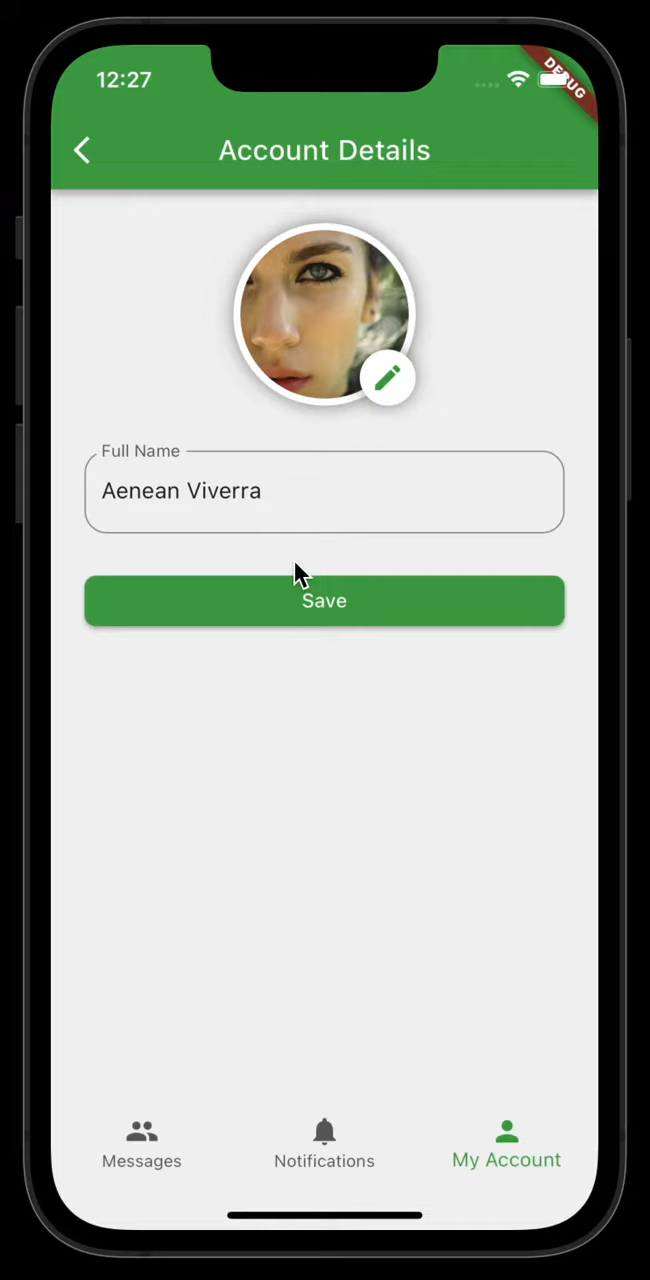 12:27
DEBUG
Account Details
Full Name
Aenean Viverra
Save
Messages
Notifications
My Account